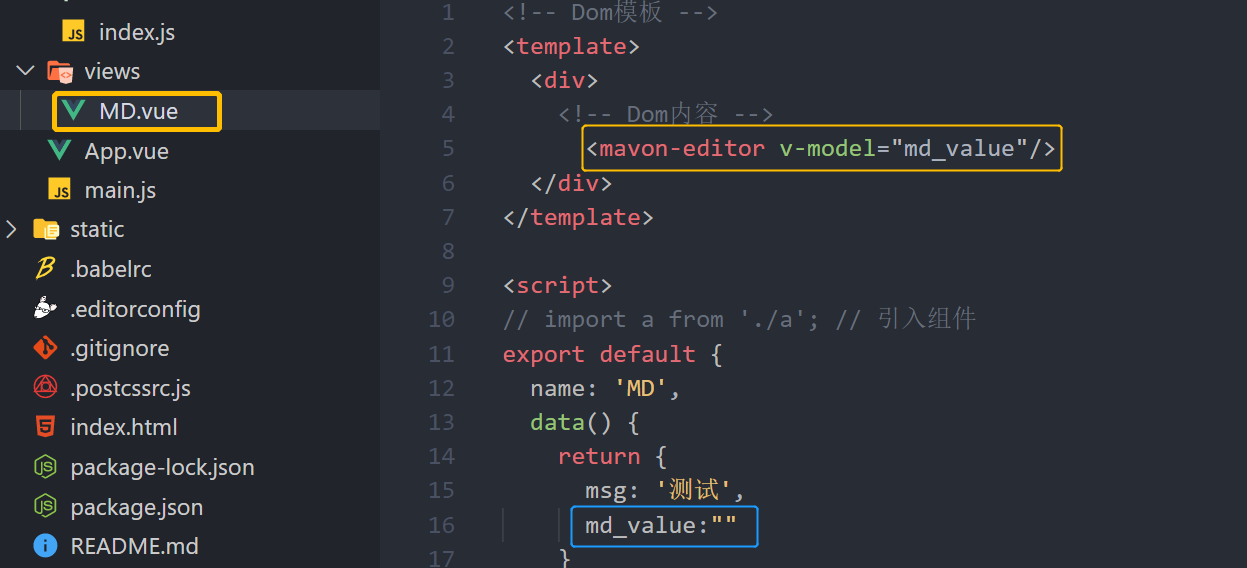 index.js
views
MD.vue
App.vue
main.js
static
.babelrc
.editorconfig
.gitignore
.postcssrc.js
index.html
package-lock.json
package.json
README.md
1 <!-- Dom模板 -->
2 <template>
3 <div>
4 <!-- Dom内容 -->
5 <mavon-editor v-model="md_value"/>
6 </div>
7 </template>
8
9 <script>
10 // import a from './a'; // 引入组件
11 export default {
12 name: 'MD',
13 data() {
14 return {
15 msg: '测试',
16 md_value:""
17 }